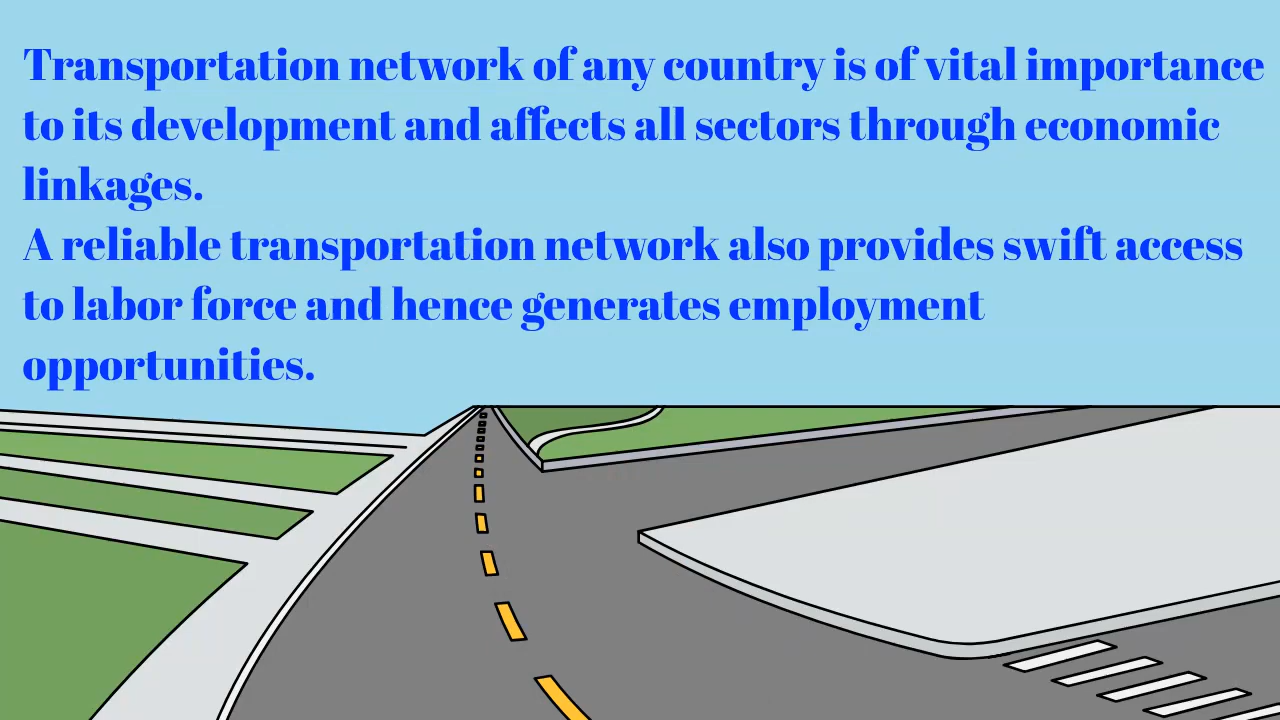 Transportation network of any country is of vital importance
to its development and affects all sectors through economic
linkages.
A reliable transportation network also provides swift access
to labor force and hence generates employment
opportunities.